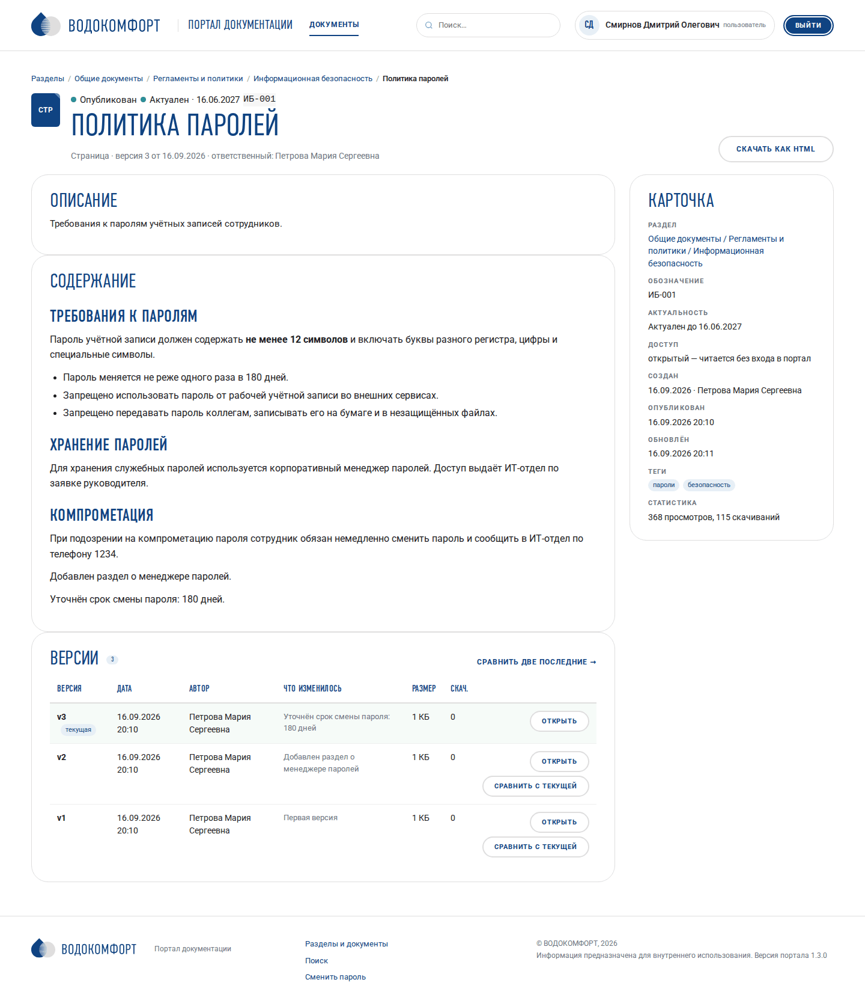 ВОДОКОМФОРТ
ПОРТАЛ ДОКУМЕНТАЦИИ
ДОКУМЕНТЫ
Поиск...
СД
Смирнов Дмитрий Олегович пользователь
ВЫЙТИ
Разделы / Общие документы / Регламенты и политики / Информационная безопасность / Политика паролей
СТР
Опубликован Актуален · 16.06.2027 ИБ-001
ПОЛИТИКА ПАРОЛЕЙ
Страница · версия 3 от 16.09.2026 · ответственный: Петрова Мария Сергеевна
СКАЧАТЬ КАК HTML
ОПИСАНИЕ
Требования к паролям учётных записей сотрудников.
СОДЕРЖАНИЕ
ТРЕБОВАНИЯ К ПАРОЛЯМ
Пароль учётной записи должен содержать не менее 12 символов и включать буквы разного регистра, цифры и
специальные символы.
• Пароль меняется не реже одного раза в 180 дней.
• Запрещено использовать пароль от рабочей учётной записи во внешних сервисах.
• Запрещено передавать пароль коллегам, записывать его на бумаге и в незащищённых файлах.
ХРАНЕНИЕ ПАРОЛЕЙ
Для хранения служебных паролей используется корпоративный менеджер паролей. Доступ выдаёт ИТ-отдел по
заявке руководителя.
КОМПРОМЕТАЦИЯ
При подозрении на компрометацию пароля сотрудник обязан немедленно сменить пароль и сообщить в ИТ-отдел по
телефону 1234.
Добавлен раздел о менеджере паролей.
Уточнён срок смены пароля: 180 дней.
КАРТОЧКА
РАЗДЕЛ
Общие документы / Регламенты и
политики / Информационная
безопасность
ОБОЗНАЧЕНИЕ
ИБ-001
АКТУАЛЬНОСТЬ
Актуален до 16.06.2027
ДОСТУП
открытый — читается без входа в портал
СОЗДАН
16.09.2026 · Петрова Мария Сергеевна
ОПУБЛИКОВАН
16.09.2026 20:10
ОБНОВЛЁН
16.09.2026 20:11
ТЕГИ
пароли безопасность
СТАТИСТИКА
368 просмотров, 115 скачиваний
ВЕРСИИ 3
СРАВНИТЬ ДВЕ ПОСЛЕДНИЕ →
ВЕРСИЯ ДАТА АВТОР ЧТО ИЗМЕНИЛОСЬ РАЗМЕР СКАЧ.
v3 16.09.2026 Петрова Мария Уточнён срок смены пароля: 1 КБ 0 ОТКРЫТЬ
текущая 20:10 Сергеевна 180 дней
v2 16.09.2026 Петрова Мария Добавлен раздел о 1 КБ 0 ОТКРЫТЬ
20:10 Сергеевна менеджере паролей
СРАВНИТЬ С ТЕКУЩЕЙ
v1 16.09.2026 Петрова Мария Первая версия 1 КБ 0 ОТКРЫТЬ
20:10 Сергеевна
СРАВНИТЬ С ТЕКУЩЕЙ
ВОДОКОМФОРТ
Портал документации
Разделы и документы
Поиск
Сменить пароль
© ВОДОКОМФОРТ, 2026
Информация предназначена для внутреннего использования. Версия портала 1.3.0